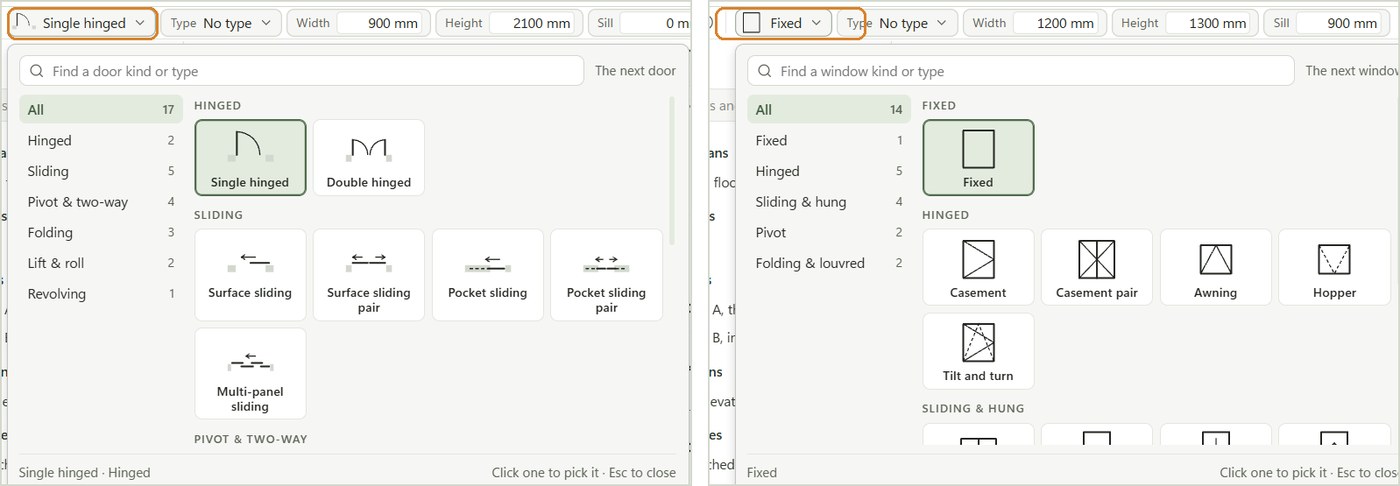 Single hinged
Type No type
Width 900 mm
Height 2100 mm
Sill 0 m
Find a door kind or type
The next door
All 17
Hinged 2
Sliding 5
Pivot & two-way 4
Folding 3
Lift & roll 2
Revolving 1
HINGED
Single hinged
Double hinged
SLIDING
Surface sliding
Surface sliding
pair
Pocket sliding
Pocket sliding
pair
Multi-panel
sliding
PIVOT & TWO-WAY
Single hinged · Hinged
Click one to pick it · Esc to close
Fixed
Type No type
Width 1200 mm
Height 1300 mm
Sill 900 mm
Find a window kind or type
The next window
All 14
Fixed 1
Hinged 5
Sliding & hung 4
Pivot 2
Folding & louvred 2
FIXED
Fixed
HINGED
Casement
Casement pair
Awning
Hopper
Tilt and turn
SLIDING & HUNG
Fixed
Click one to pick it · Esc to clos